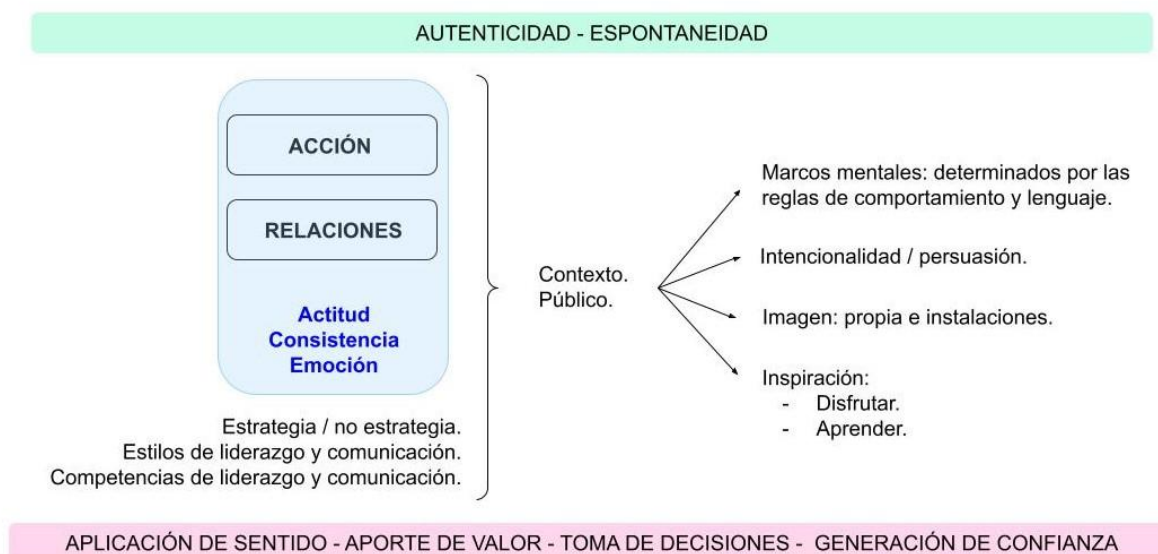 AUTENTICIDAD - ESPONTANEIDAD
ACCIÓN
RELACIONES
Actitud
Consistencia
Emoción
Estrategia / no estrategia.
Estilos de liderazgo y comunicación.
Competencias de liderazgo y comunicación.
Contexto.
Público.
Marcos mentales: determinados por las
reglas de comportamiento y lenguaje.
Intencionalidad / persuasión.
Imagen: propia e instalaciones.
Inspiración:
- Disfrutar.
- Aprender.
APLICACIÓN DE SENTIDO - APORTE DE VALOR - TOMA DE DECISIONES - GENERACIÓN DE CONFIANZA